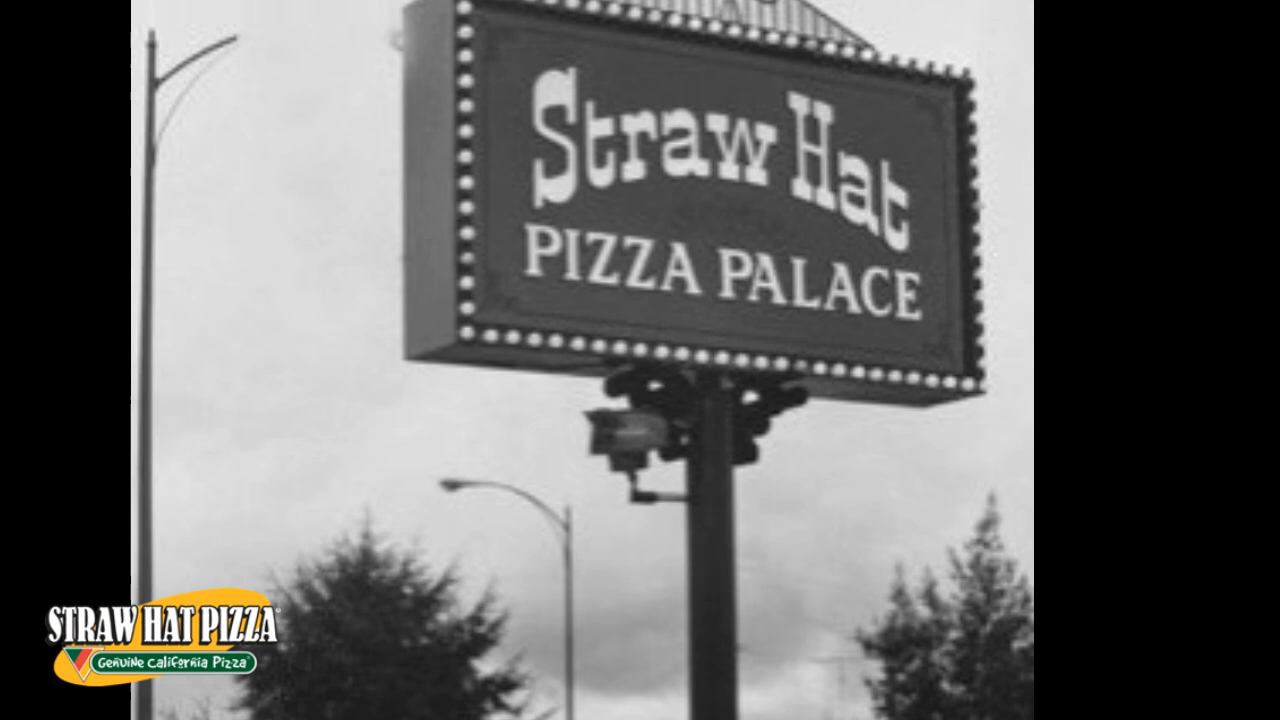 Straw Hat
PIZZA PALACE
STRAW HAT PIZZA®
Genuine California Pizza®